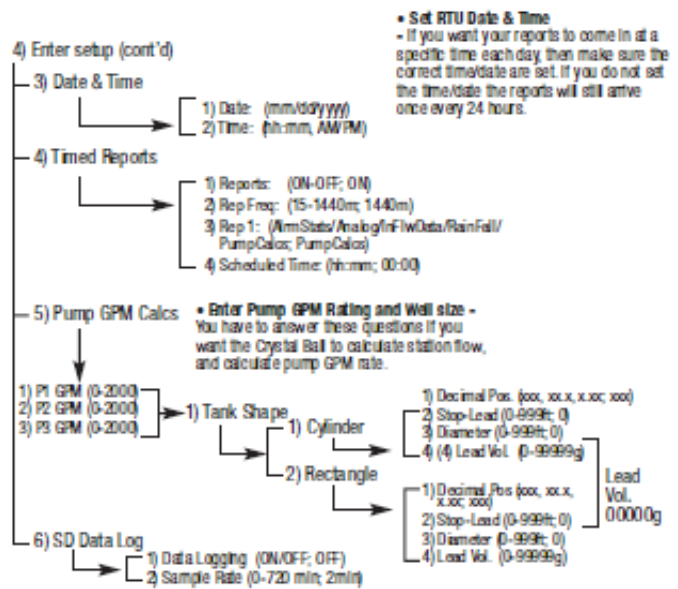 • Set RTU Date & Time
- If you want your reports to come in at a
specific time each day, then make sure the
correct time/date are set. If you do not set
the time/date the reports will still arrive
once every 24 hours.
4) Enter setup (cont'd)
3) Date & Time
1) Date: (mm/dd/yyyy)
2) Time: (hh:mm, AM/PM)
4) Timed Reports
1) Reports: (ON-OFF; ON)
2) Rep Freq: (15-1440m; 1440m)
3) Rep 1: (AlrmStats/Analog/InFlwData/RainFall/
PumpCalcs; PumpCalcs)
4) Scheduled Time: (hh:mm; 00:00)
5) Pump GPM Calcs
• Enter Pump GPM Rating and Well size -
You have to answer these questions if you
want the Crystal Ball to calculate station flow,
and calculate pump GPM rate.
1) P1 GPM (0-2000)
2) P2 GPM (0-2000)
3) P3 GPM (0-2000)
1) Tank Shape
1) Cylinder
1) Decimal Pos. (xxx, xx.x, x.xx; xxx)
2) Stop-Lead (0-999ft; 0)
3) Diameter (0-999ft; 0)
4) (4) Lead Vol. (0-99999g)
2) Rectangle
1) Decimal Pos (xxx, xx.x,
x.xx; xxx)
2) Stop-Lead (0-999ft; 0)
3) Diameter (0-999ft; 0)
4) Lead Vol. (0-99999g)
Lead
Vol.
00000g
6) SD Data Log
1) Data Logging (ON/OFF; OFF)
2) Sample Rate (0-720 min; 2min)